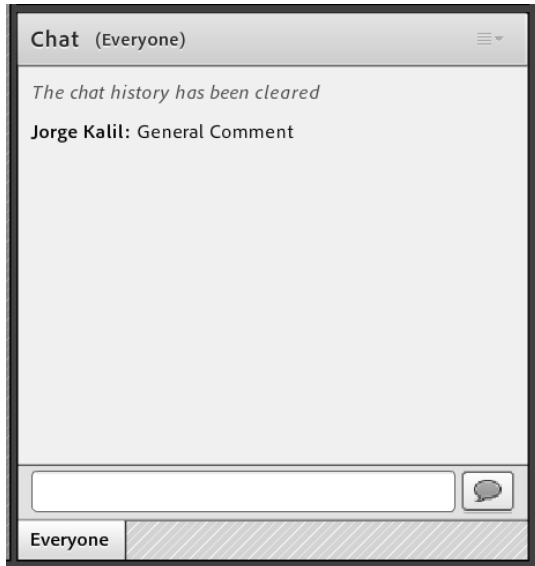 Chat (Everyone)
The chat history has been cleared
Jorge Kalil: General Comment
Everyone